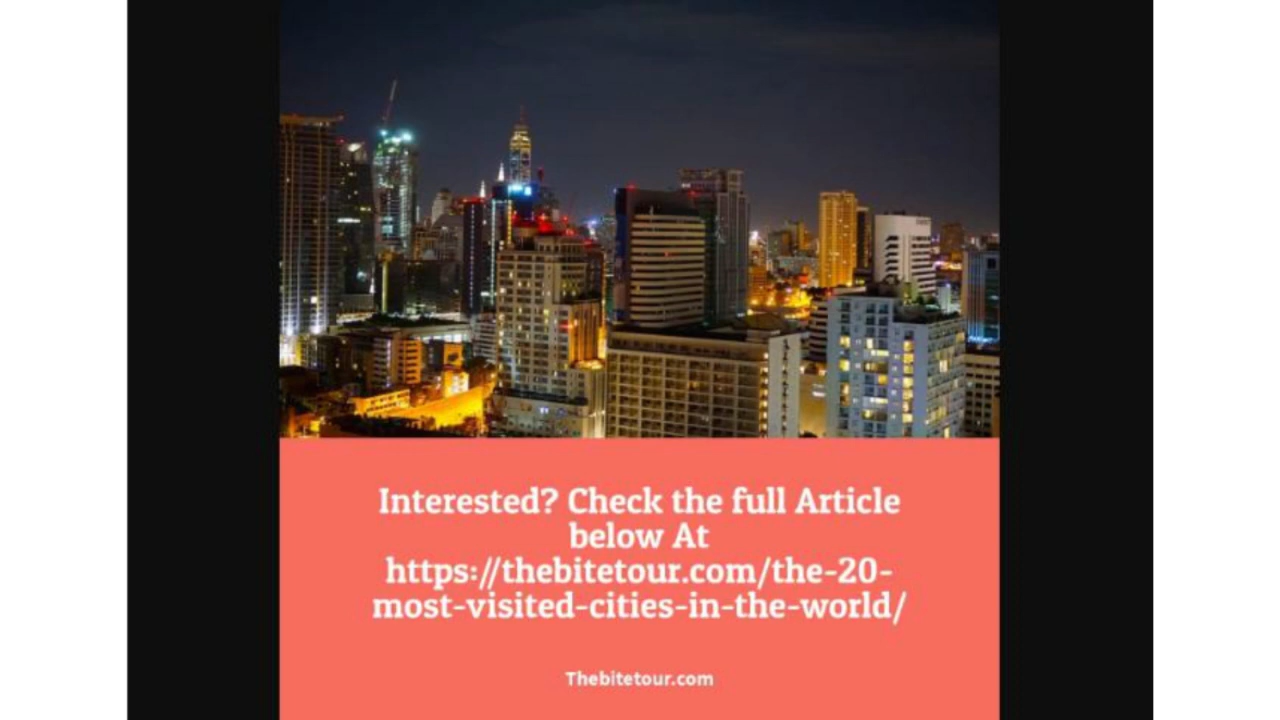 Interested? Check the full Article
below At
https://thebitetour.com/the-20-
most-visited-cities-in-the-world/
Thebitetour.com